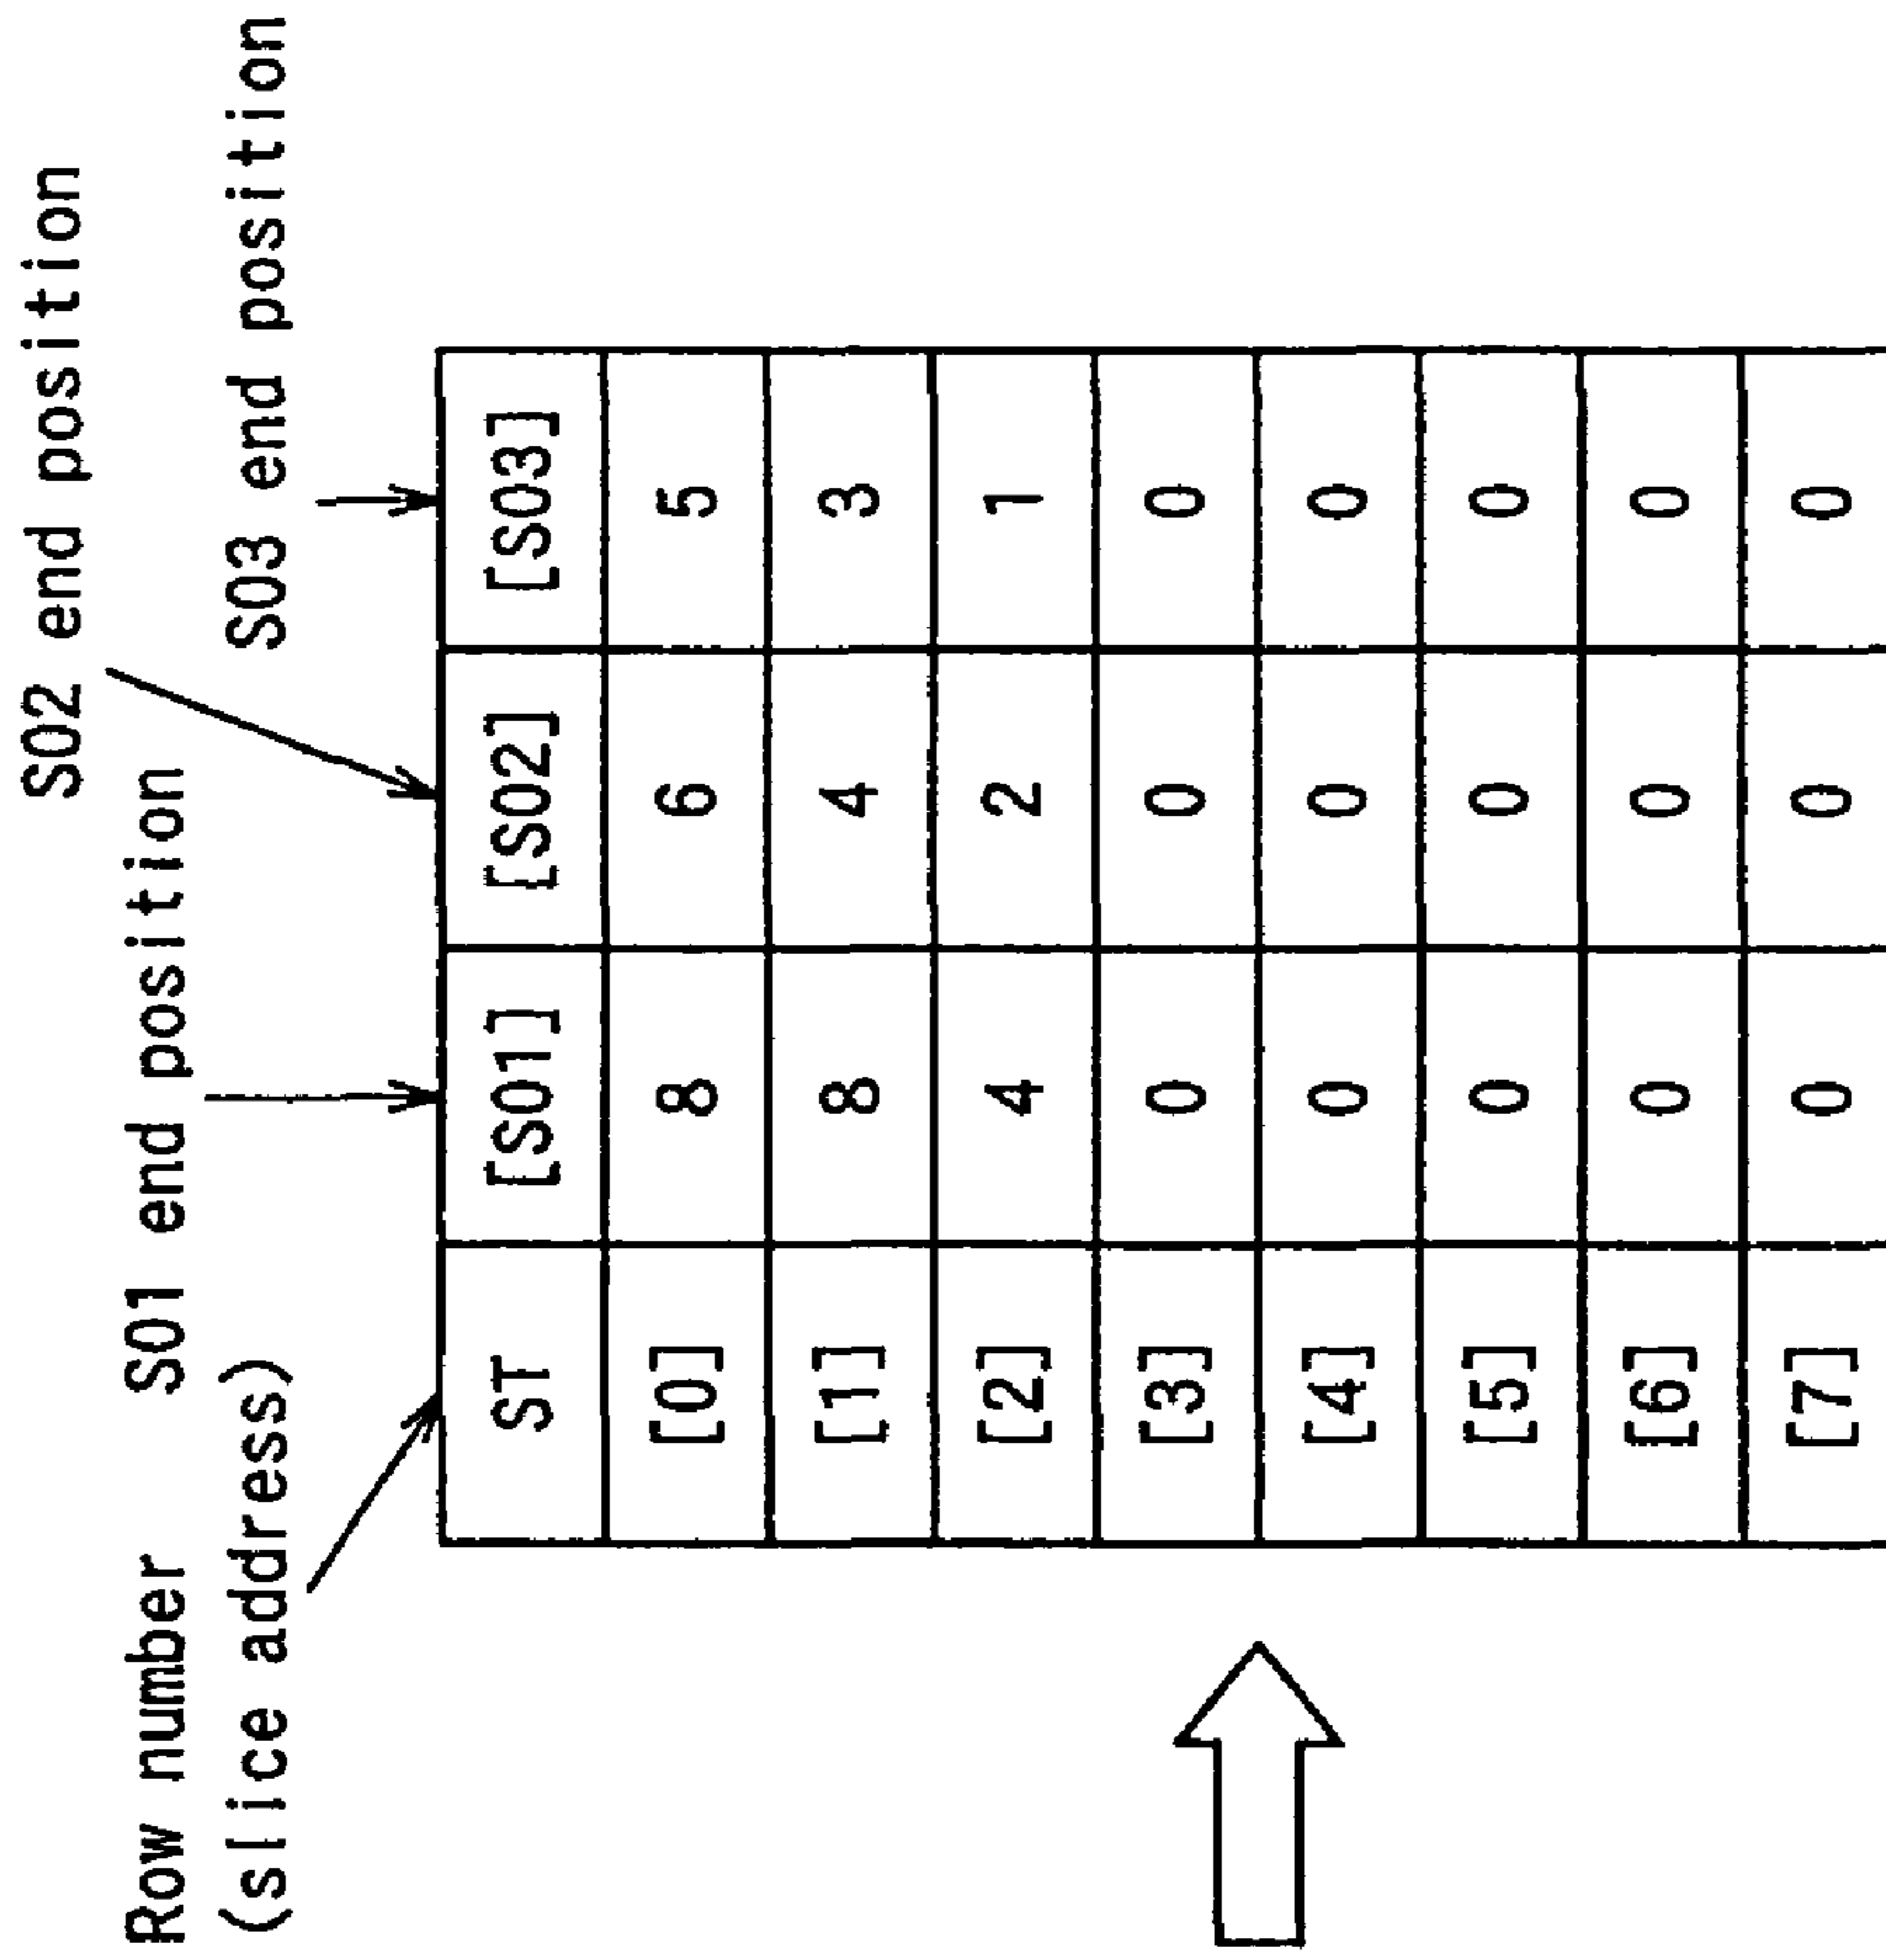 S02 end position
Row number S01 end position
(slice address) S03 end position
ST [S01] [S02] [S03]
[0] 8 6 5
[1] 8 4 3
[2] 4 2 1
[3] 0 0 0
[4] 0 0 0
[5] 0 0 0
[6] 0 0 0
[7] 0 0 0